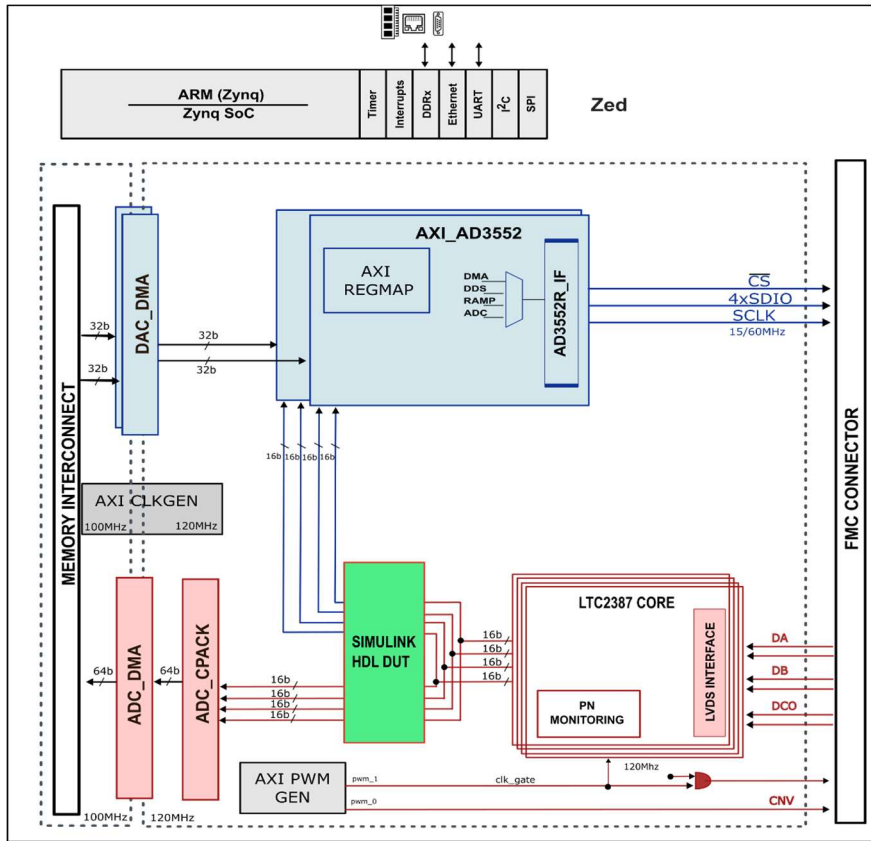 ARM (Zynq)
Zynq SoC
Timer
Interrupts
DDRx
Ethernet
UART
I²C
SPI
Zed
MEMORY INTERCONNECT
FMC CONNECTOR
DAC_DMA
32b
32b
32b
32b
AXI_AD3552
AXI
REGMAP
DMA
DDS
RAMP
ADC
AD3552R_IF
CS
4xSDIO
SCLK
15/60MHz
16b 16b 16b 16b
AXI CLKGEN
100MHz
120MHz
ADC_DMA
ADC_CPACK
64b
64b
16b
16b
16b
16b
SIMULINK
HDL DUT
16b
16b
16b
16b
LTC2387 CORE
PN
MONITORING
LVDS INTERFACE
DA
DB
DCO
AXI PWM
GEN
pwm_1
pwm_0
clk_gate
120Mhz
CNV
100MHz
120MHz